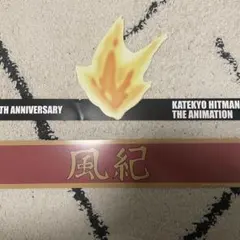 TH ANNIVERSARY
KATEKYO HITMAN
THE ANIMATION
風紀